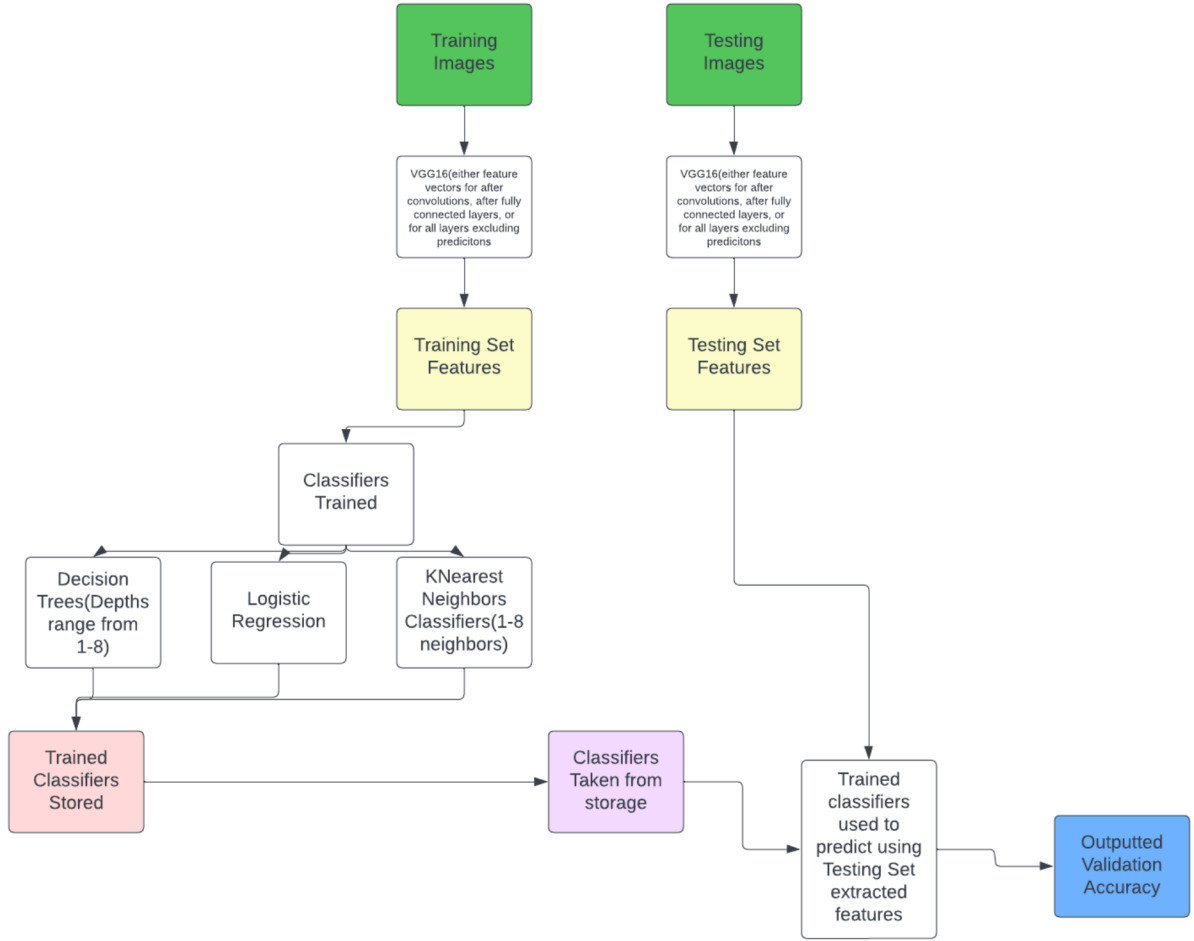 Training
Images
Testing
Images
VGG16(either feature
vectors for after
convolutions, after fully
connected layers, or
for all layers excluding
predicitons
VGG16(either feature
vectors for after
convolutions, after fully
connected layers, or
for all layers excluding
predicitons
Training Set
Features
Testing Set
Features
Classifiers
Trained
Decision
Trees(Depths
range from
1-8)
Logistic
Regression
KNearest
Neighbors
Classifiers(1-8
neighbors)
Trained
Classifiers
Stored
Classifiers
Taken from
storage
Trained
classifiers
used to
predict using
Testing Set
extracted
features
Outputted
Validation
Accuracy